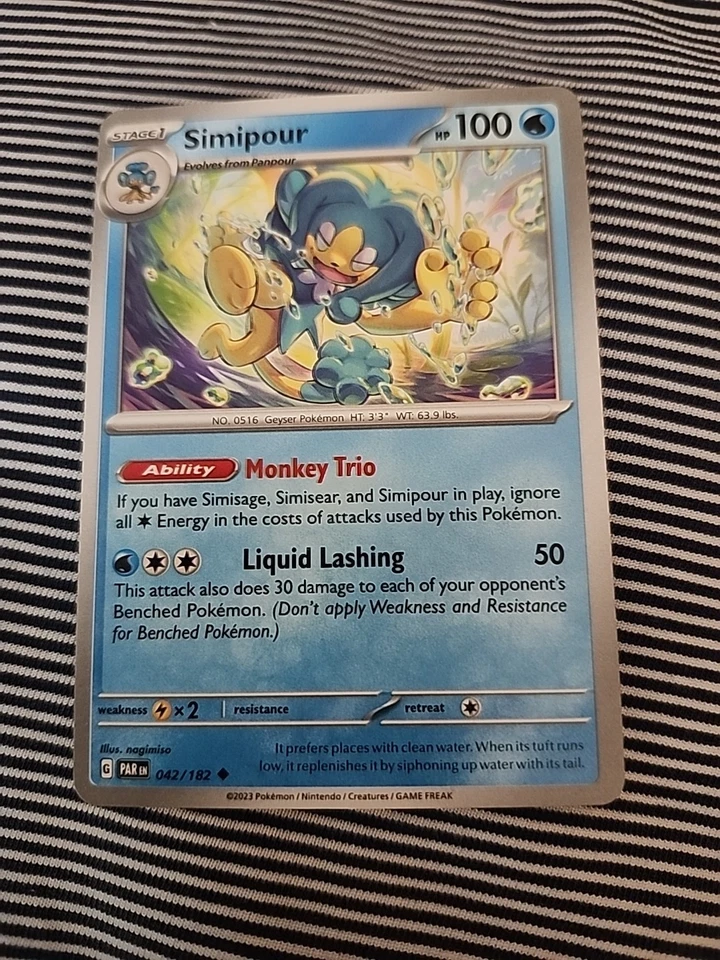 STAGE 1
Simipour
HP 100
Evolves from Panpour
NO. 0516 Geyser Pokémon HT: 3'3" WT: 63.9 lbs.
Ability Monkey Trio
If you have Simisage, Simisear, and Simipour in play, ignore
all Energy in the costs of attacks used by this Pokémon.
Liquid Lashing 50
This attack also does 30 damage to each of your opponent's
Benched Pokémon. (Don't apply Weakness and Resistance
for Benched Pokémon.)
weakness ×2 resistance retreat
Illus. nagimiso
It prefers places with clean water. When its tuft runs
low, it replenishes it by siphoning up water with its tail.
G PAR EN 042/182
©2023 Pokémon / Nintendo / Creatures / GAME FREAK